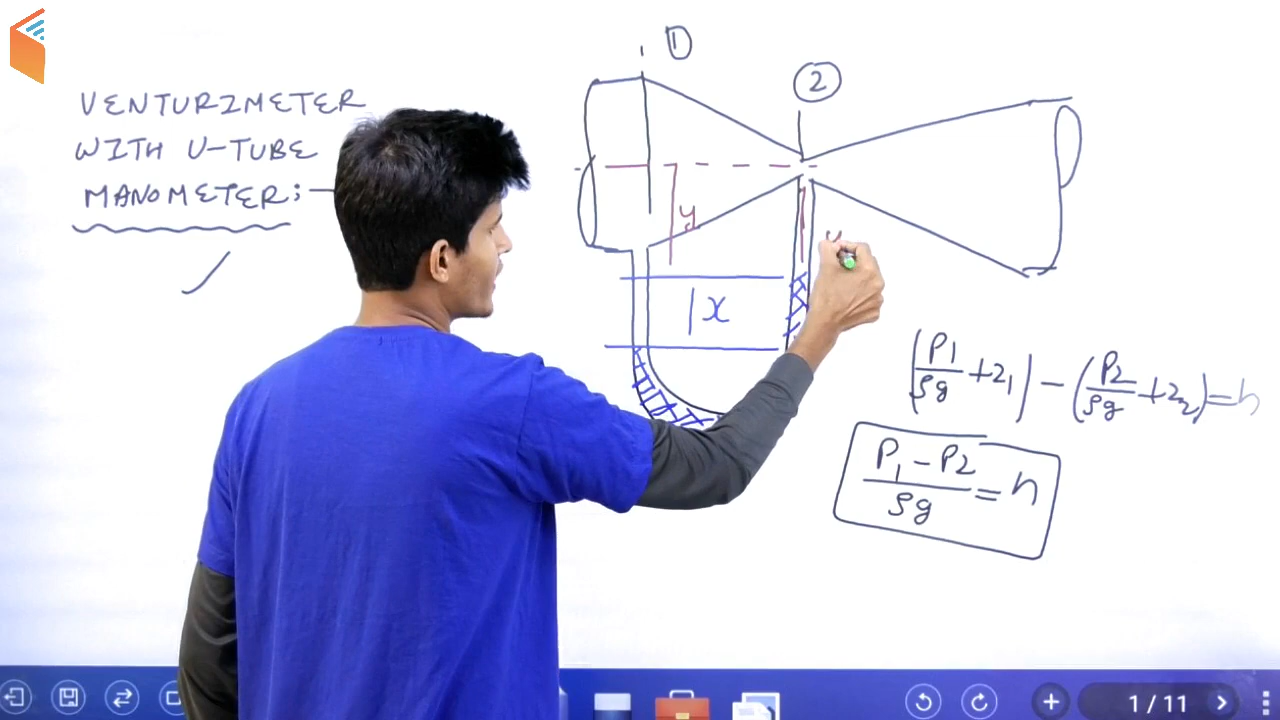 VENTURIMETER
WITH U-TUBE
MANOMETER:-
1
2
y
y
x
(P1/ρg + z1) - (P2/ρg + z2) = h
P1 - P2 / ρg = h
1 / 11